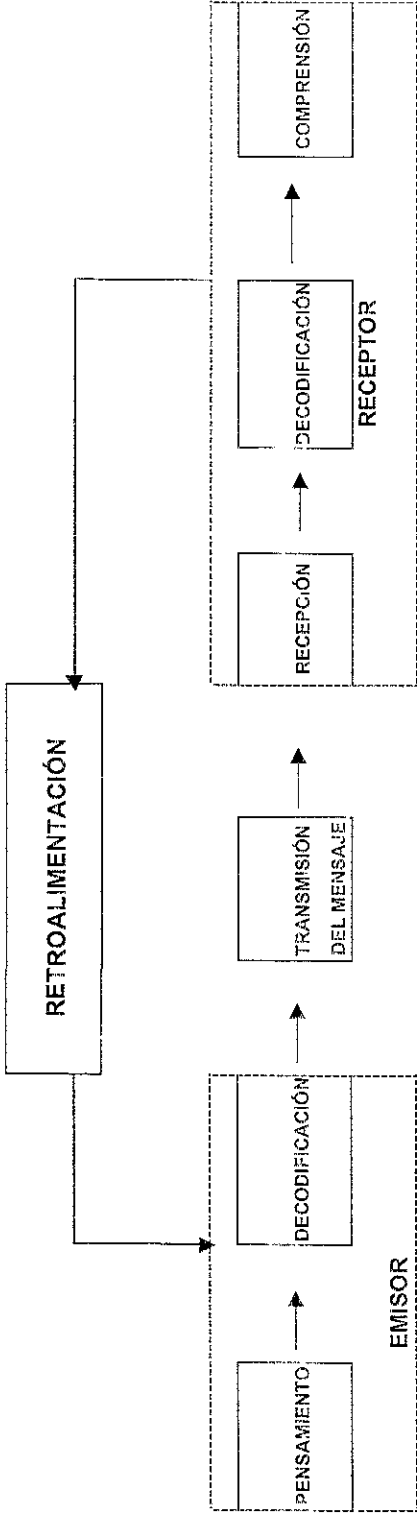 RETROALIMENTACIÓN
PENSAMIENTO
DECODIFICACIÓN
EMISOR
TRANSMISIÓN
DEL MENSAJE
RECEPCIÓN
DECODIFICACIÓN
RECEPTOR
COMPRENSIÓN